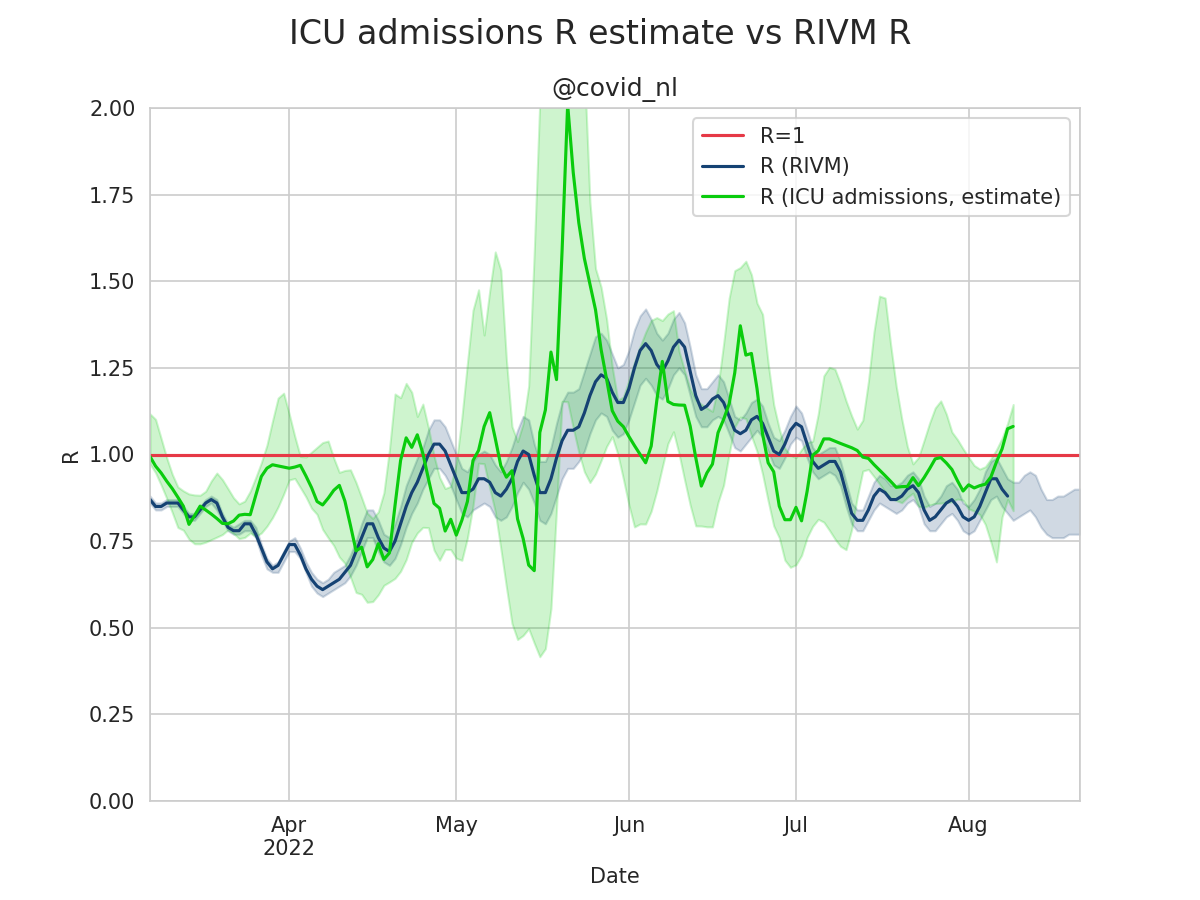 ICU admissions R estimate vs RIVM R
@covid_nl
R=1
R (RIVM)
R (ICU admissions, estimate)
2.00
1.75
1.50
1.25
1.00
0.75
0.50
0.25
0.00
R
Apr May Jun Jul Aug
2022
Date